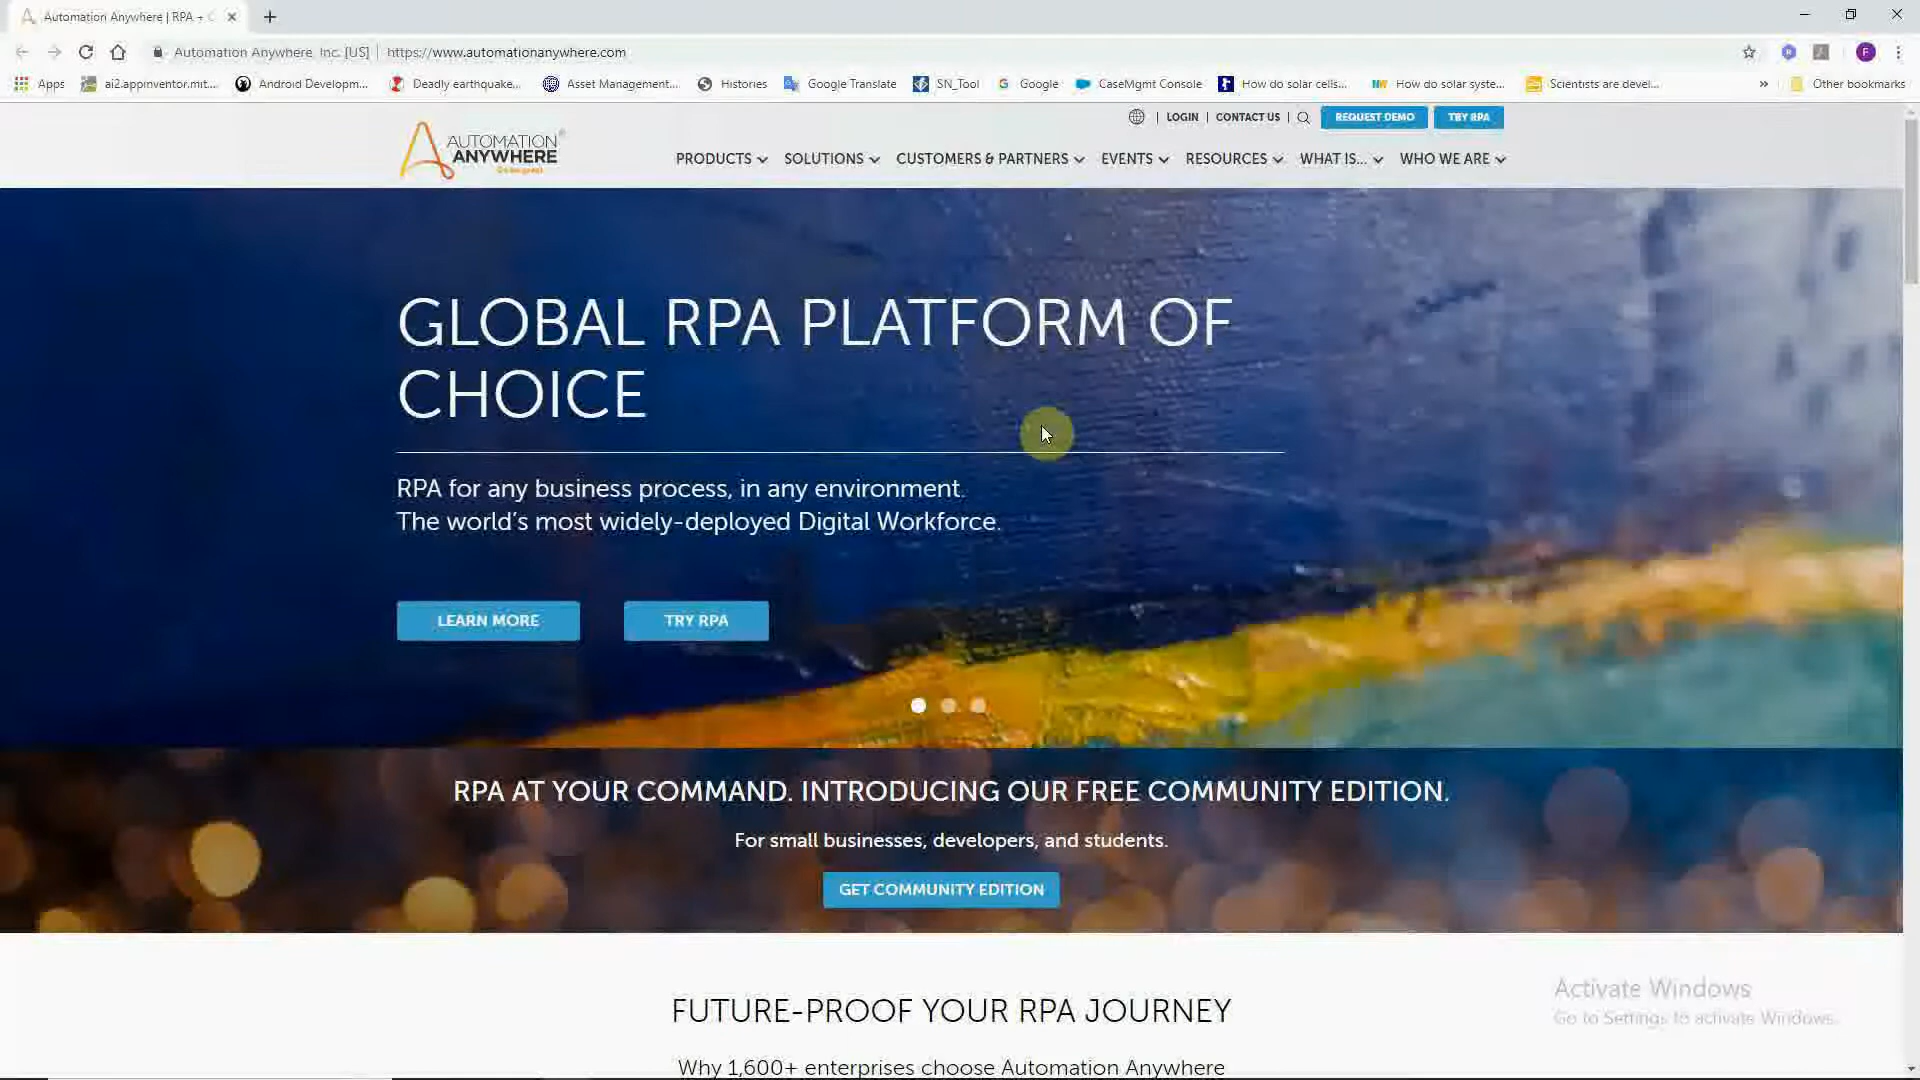 Automation Anywhere | RPA +
Automation Anywhere, Inc. [US] | https://www.automationanywhere.com
Apps ai2.appinventor.mit... Android Developm... Deadly earthquake... Asset Management... Histories Google Translate SN_Tool Google CaseMgmt Console How do solar cells... How do solar syste... Scientists are devel... » Other bookmarks
| LOGIN | CONTACT US | REQUEST DEMO TRY RPA
AUTOMATION
ANYWHERE
PRODUCTS SOLUTIONS CUSTOMERS & PARTNERS EVENTS RESOURCES WHAT IS... WHO WE ARE
GLOBAL RPA PLATFORM OF
CHOICE
RPA for any business process, in any environment.
The world's most widely-deployed Digital Workforce.
LEARN MORE TRY RPA
RPA AT YOUR COMMAND. INTRODUCING OUR FREE COMMUNITY EDITION.
For small businesses, developers, and students.
GET COMMUNITY EDITION
FUTURE-PROOF YOUR RPA JOURNEY
Why 1,600+ enterprises choose Automation Anywhere
Activate Windows
Go to Settings to activate Windows.